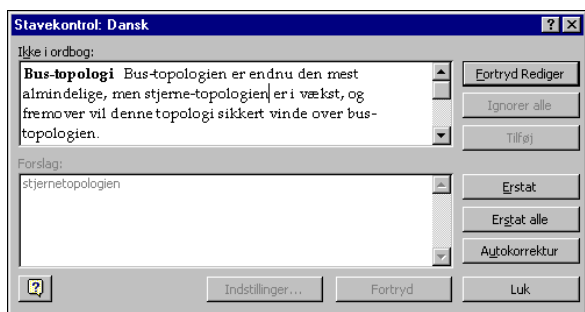 Stavekontrol: Dansk
Ikke i ordbog:
Bus-topologi Bus-topologien er endnu den mest
almindelige, men stjerne-topologien er i vækst, og
fremover vil denne topologi sikkert vinde over bus-
topologien.
Fortryd Rediger
Ignorer alle
Tilføj
Forslag:
stjernetopologien
Erstat
Erstat alle
Autokorrektur
Indstillinger...
Fortryd
Luk